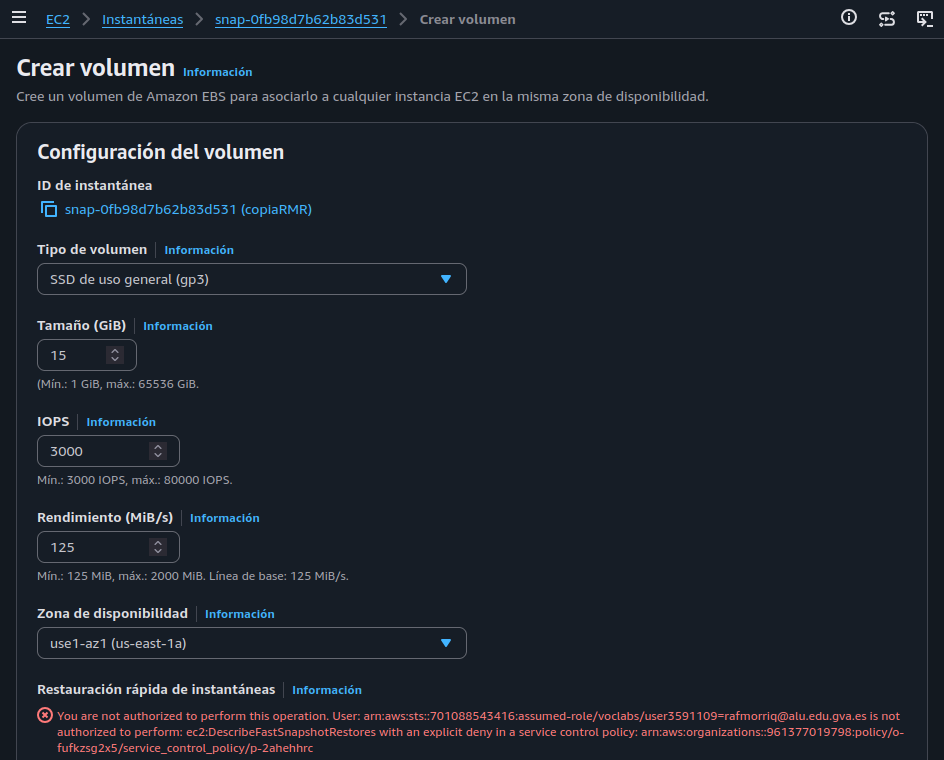 EC2 > Instantáneas > snap-0fb98d7b62b83d531 > Crear volumen
Crear volumen Información
Cree un volumen de Amazon EBS para asociarlo a cualquier instancia EC2 en la misma zona de disponibilidad.
Configuración del volumen
ID de instantánea
snap-0fb98d7b62b83d531 (copiaRMR)
Tipo de volumen | Información
SSD de uso general (gp3)
Tamaño (GiB) | Información
15
(Mín.: 1 GiB, máx.: 65536 GiB.
IOPS | Información
3000
Mín.: 3000 IOPS, máx.: 80000 IOPS.
Rendimiento (MiB/s) | Información
125
Mín.: 125 MiB, máx.: 2000 MiB. Línea de base: 125 MiB/s.
Zona de disponibilidad | Información
use1-az1 (us-east-1a)
Restauración rápida de instantáneas | Información
You are not authorized to perform this operation. User: arn:aws:sts::701088543416:assumed-role/voclabs/user3591109=rafmorriq@alu.edu.gva.es is not
authorized to perform: ec2:DescribeFastSnapshotRestores with an explicit deny in a service control policy: arn:aws:organizations::961377019798:policy/o-
fufkzsg2x5/service_control_policy/p-2ahehhrc